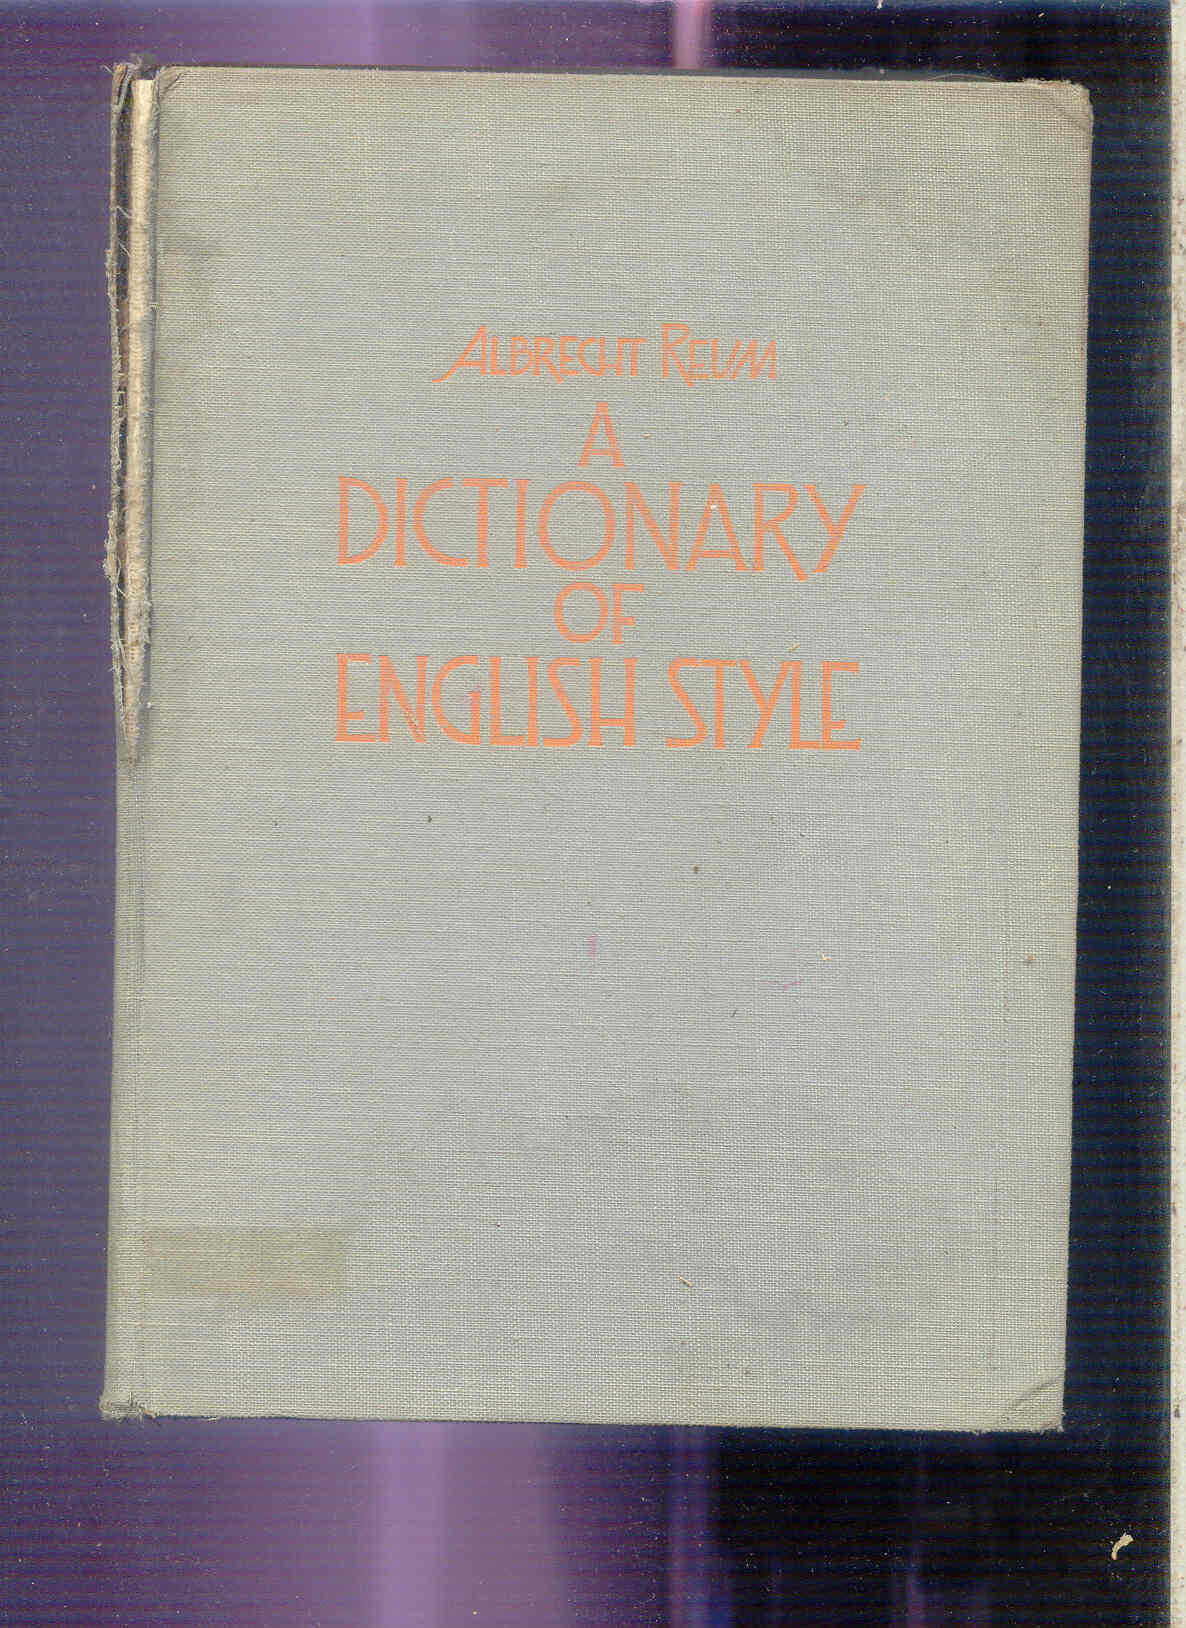 ALBRECHT REUM
A
DICTIONARY
OF
ENGLISH STYLE